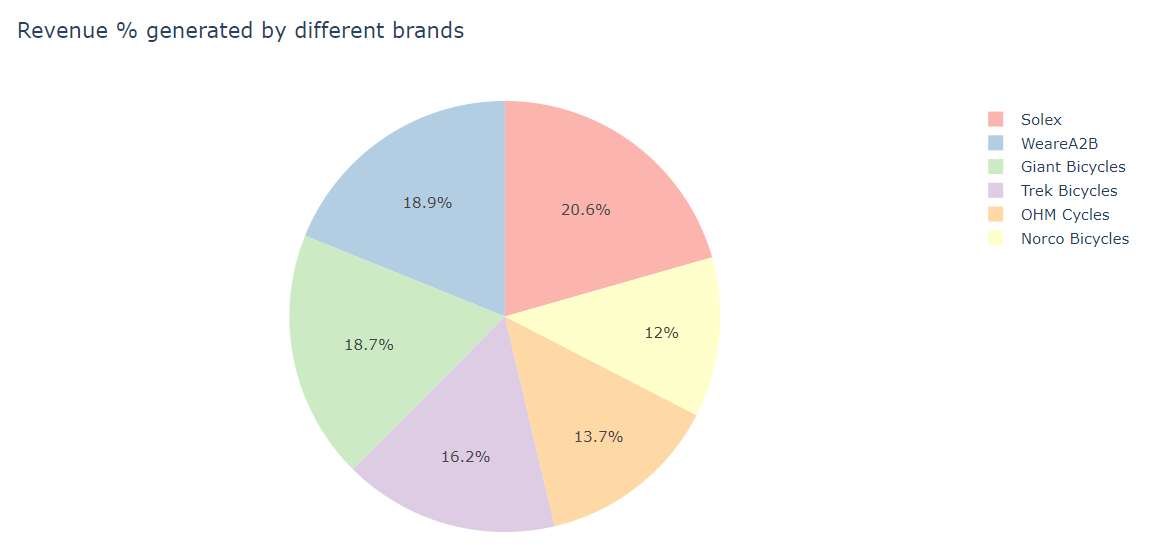 Revenue % generated by different brands
18.9%
20.6%
18.7%
12%
16.2%
13.7%
Solex
WeareA2B
Giant Bicycles
Trek Bicycles
OHM Cycles
Norco Bicycles